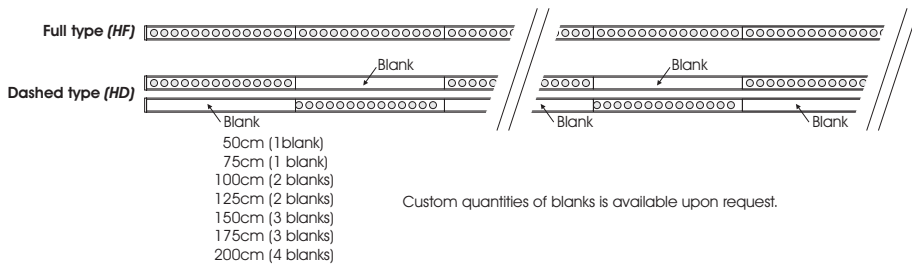 Full type (HF)
Blank
Blank
Dashed type (HD)
Blank
Blank
Blank
50cm (1blank)
75cm (1 blank)
100cm (2 blanks)
125cm (2 blanks)
150cm (3 blanks)
175cm (3 blanks)
200cm (4 blanks)
Custom quantities of blanks is available upon request.